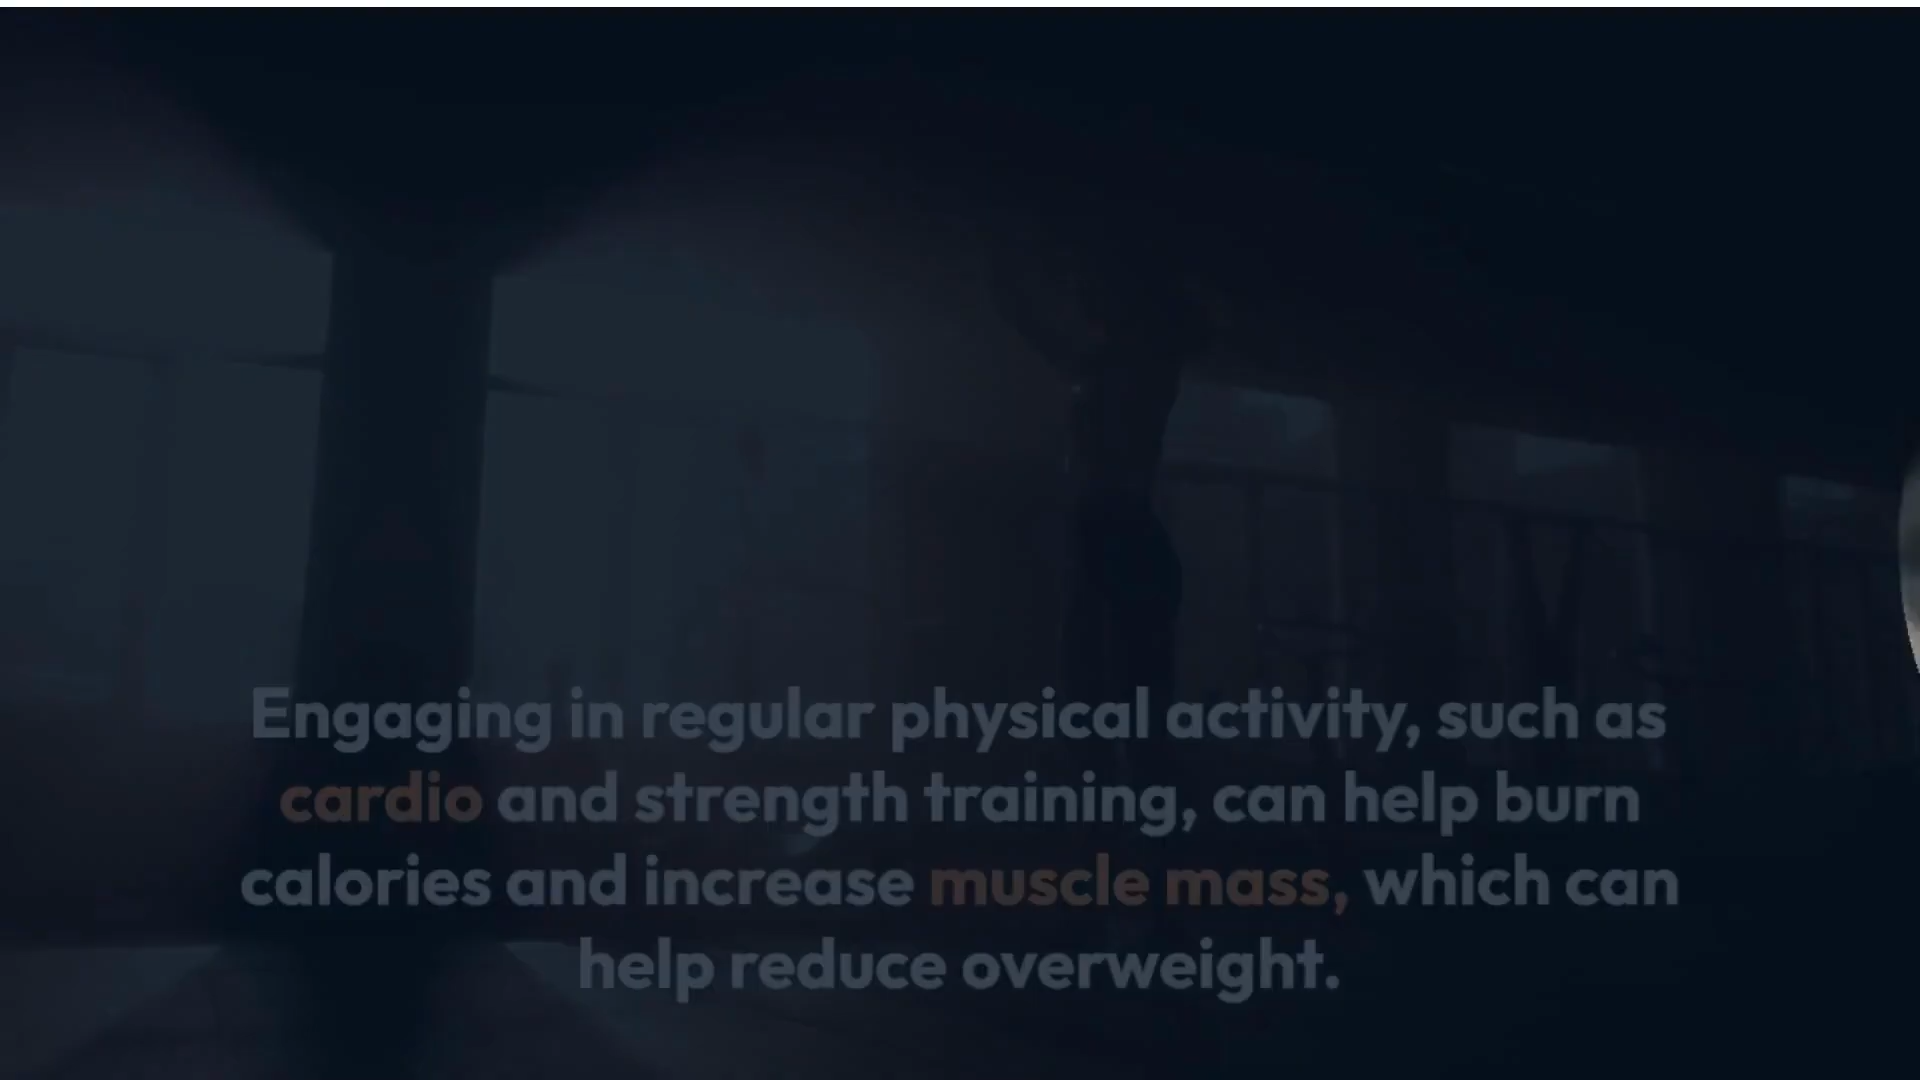 Engaging in regular physical activity, such as
cardio and strength training, can help burn
calories and increase muscle mass, which can
help reduce overweight.